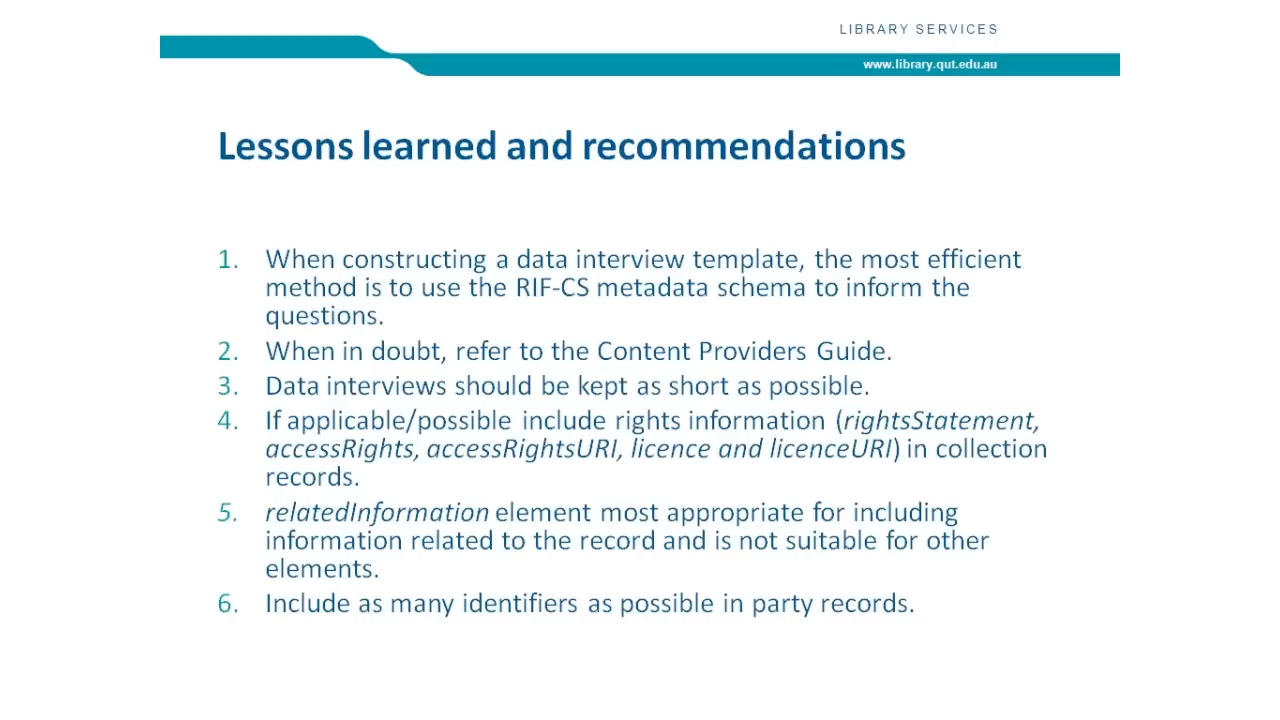 LIBRARY SERVICES
www.library.qut.edu.au
Lessons learned and recommendations
1. When constructing a data interview template, the most efficient
method is to use the RIF-CS metadata schema to inform the
questions.
2. When in doubt, refer to the Content Providers Guide.
3. Data interviews should be kept as short as possible.
4. If applicable/possible include rights information (rightsStatement,
accessRights, accessRightsURI, licence and licenceURI) in collection
records.
5. relatedInformation element most appropriate for including
information related to the record and is not suitable for other
elements.
6. Include as many identifiers as possible in party records.